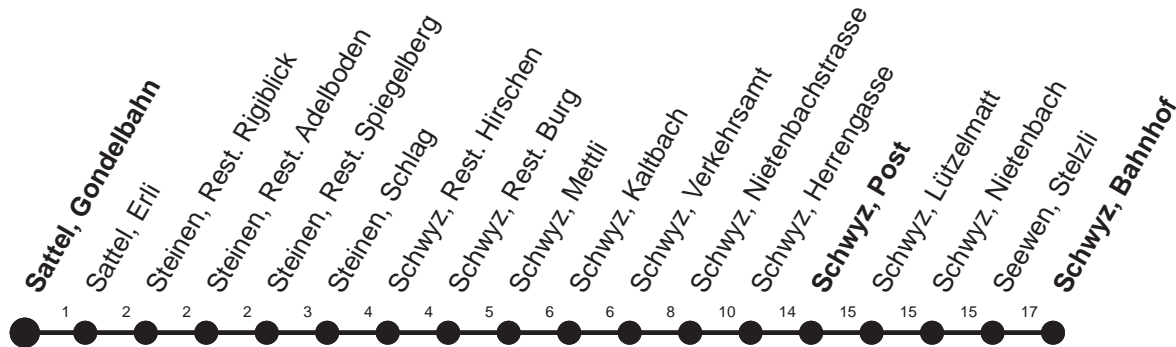 Sattel, Gondelbahn
Sattel, Erli
Steinen, Rest. Rigiblick
Steinen, Rest. Adelboden
Steinen, Rest. Spiegelberg
Steinen, Schlag
Schwyz, Rest. Hirschen
Schwyz, Rest. Burg
Schwyz, Mettli
Schwyz, Kaltbach
Schwyz, Verkehrsamt
Schwyz, Nietenbachstrasse
Schwyz, Herrengasse
Schwyz, Post
Schwyz, Lützelmatt
Schwyz, Nietenbach
Seewen, Stelzli
Schwyz, Bahnhof
1 2 2 2 3 4 4 5 6 6 8 10 14 15 15 15 17